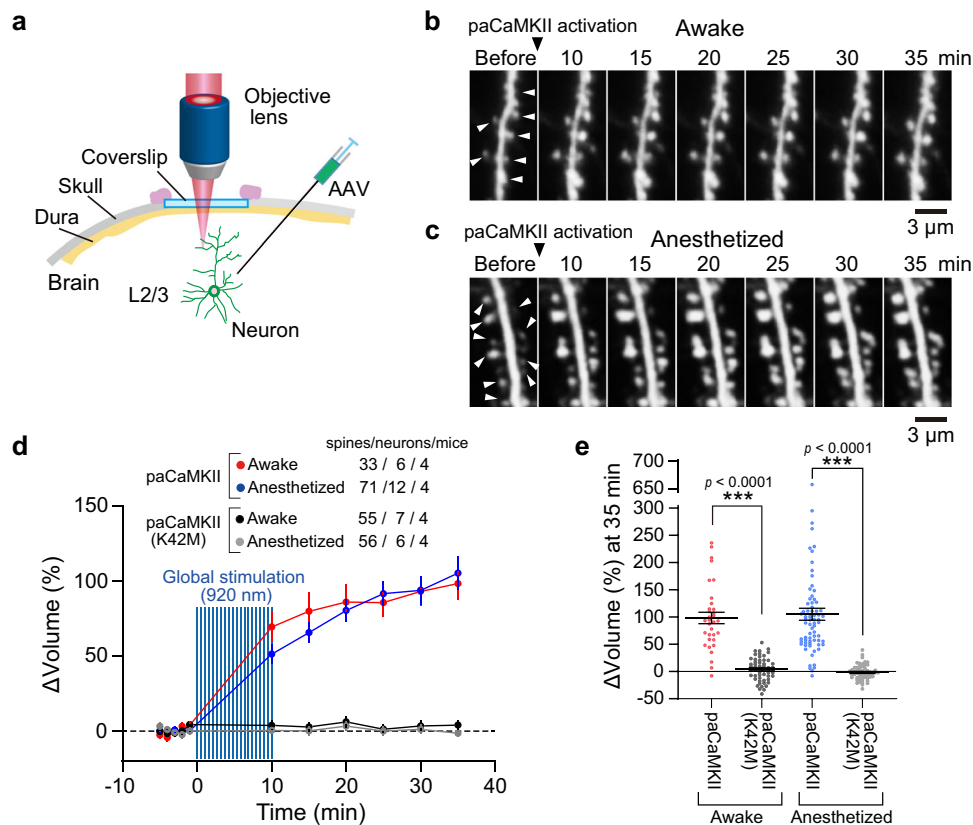 a
Objective
lens
Coverslip
Skull
AAV
Dura
Brain
L2/3
Neuron
b
paCaMKII activation
Awake
Before 10 15 20 25 30 35 min
3 µm
c
paCaMKII activation
Anesthetized
Before 10 15 20 25 30 35 min
3 µm
d
spines/neurons/mice
paCaMKII
Awake 33 / 6 / 4
Anesthetized 71 /12 / 4
paCaMKII
(K42M)
Awake 55 / 7 / 4
Anesthetized 56 / 6 / 4
Global stimulation
(920 nm)
ΔVolume (%)
150
100
50
0
-10 0 10 20 30 40
Time (min)
e
ΔVolume (%) at 35 min
700
650
300
250
200
150
100
50
0
-50
p < 0.0001
***
p < 0.0001
***
paCaMKII
paCaMKII
(K42M)
paCaMKII
paCaMKII
(K42M)
Awake
Anesthetized